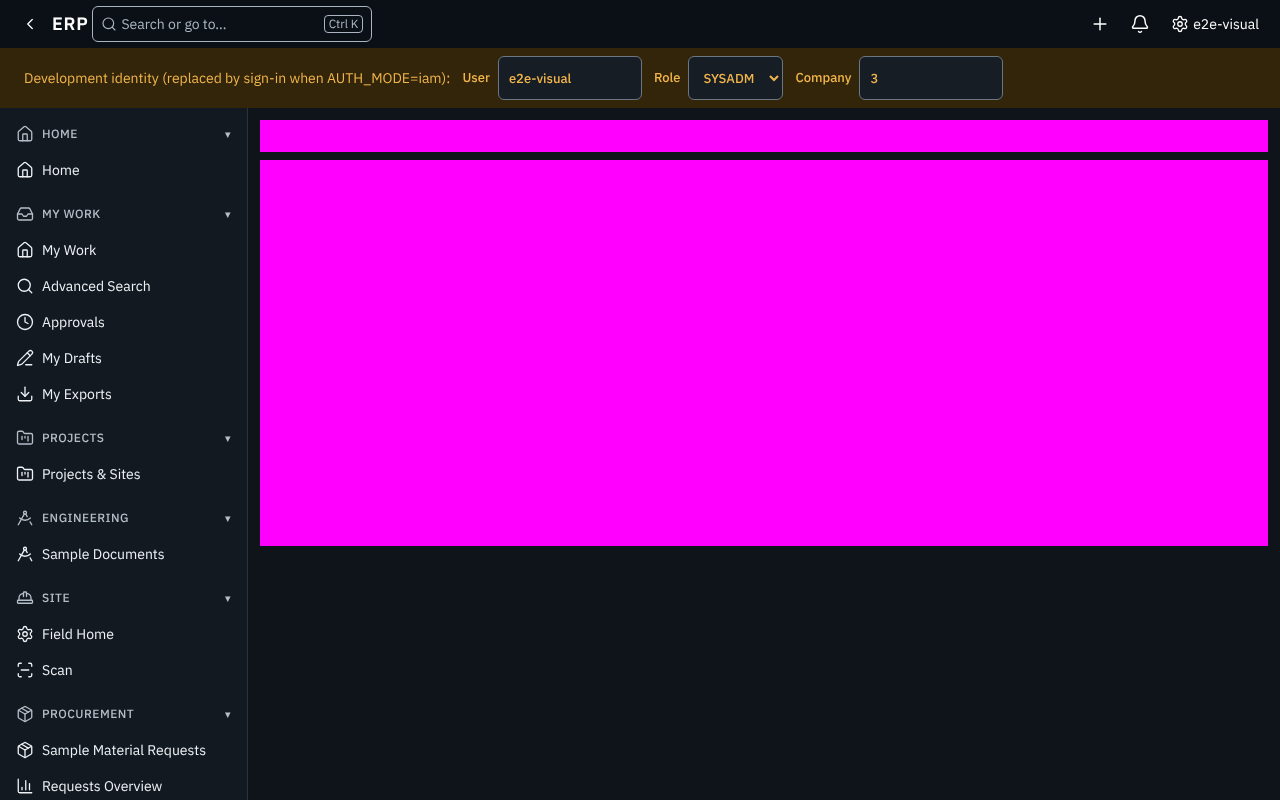 ERP
Search or go to...
Ctrl K
e2e-visual
Development identity (replaced by sign-in when AUTH_MODE=iam):
User
e2e-visual
Role
SYSADM
Company
3
HOME
Home
MY WORK
My Work
Advanced Search
Approvals
My Drafts
My Exports
PROJECTS
Projects & Sites
ENGINEERING
Sample Documents
SITE
Field Home
Scan
PROCUREMENT
Sample Material Requests
Requests Overview